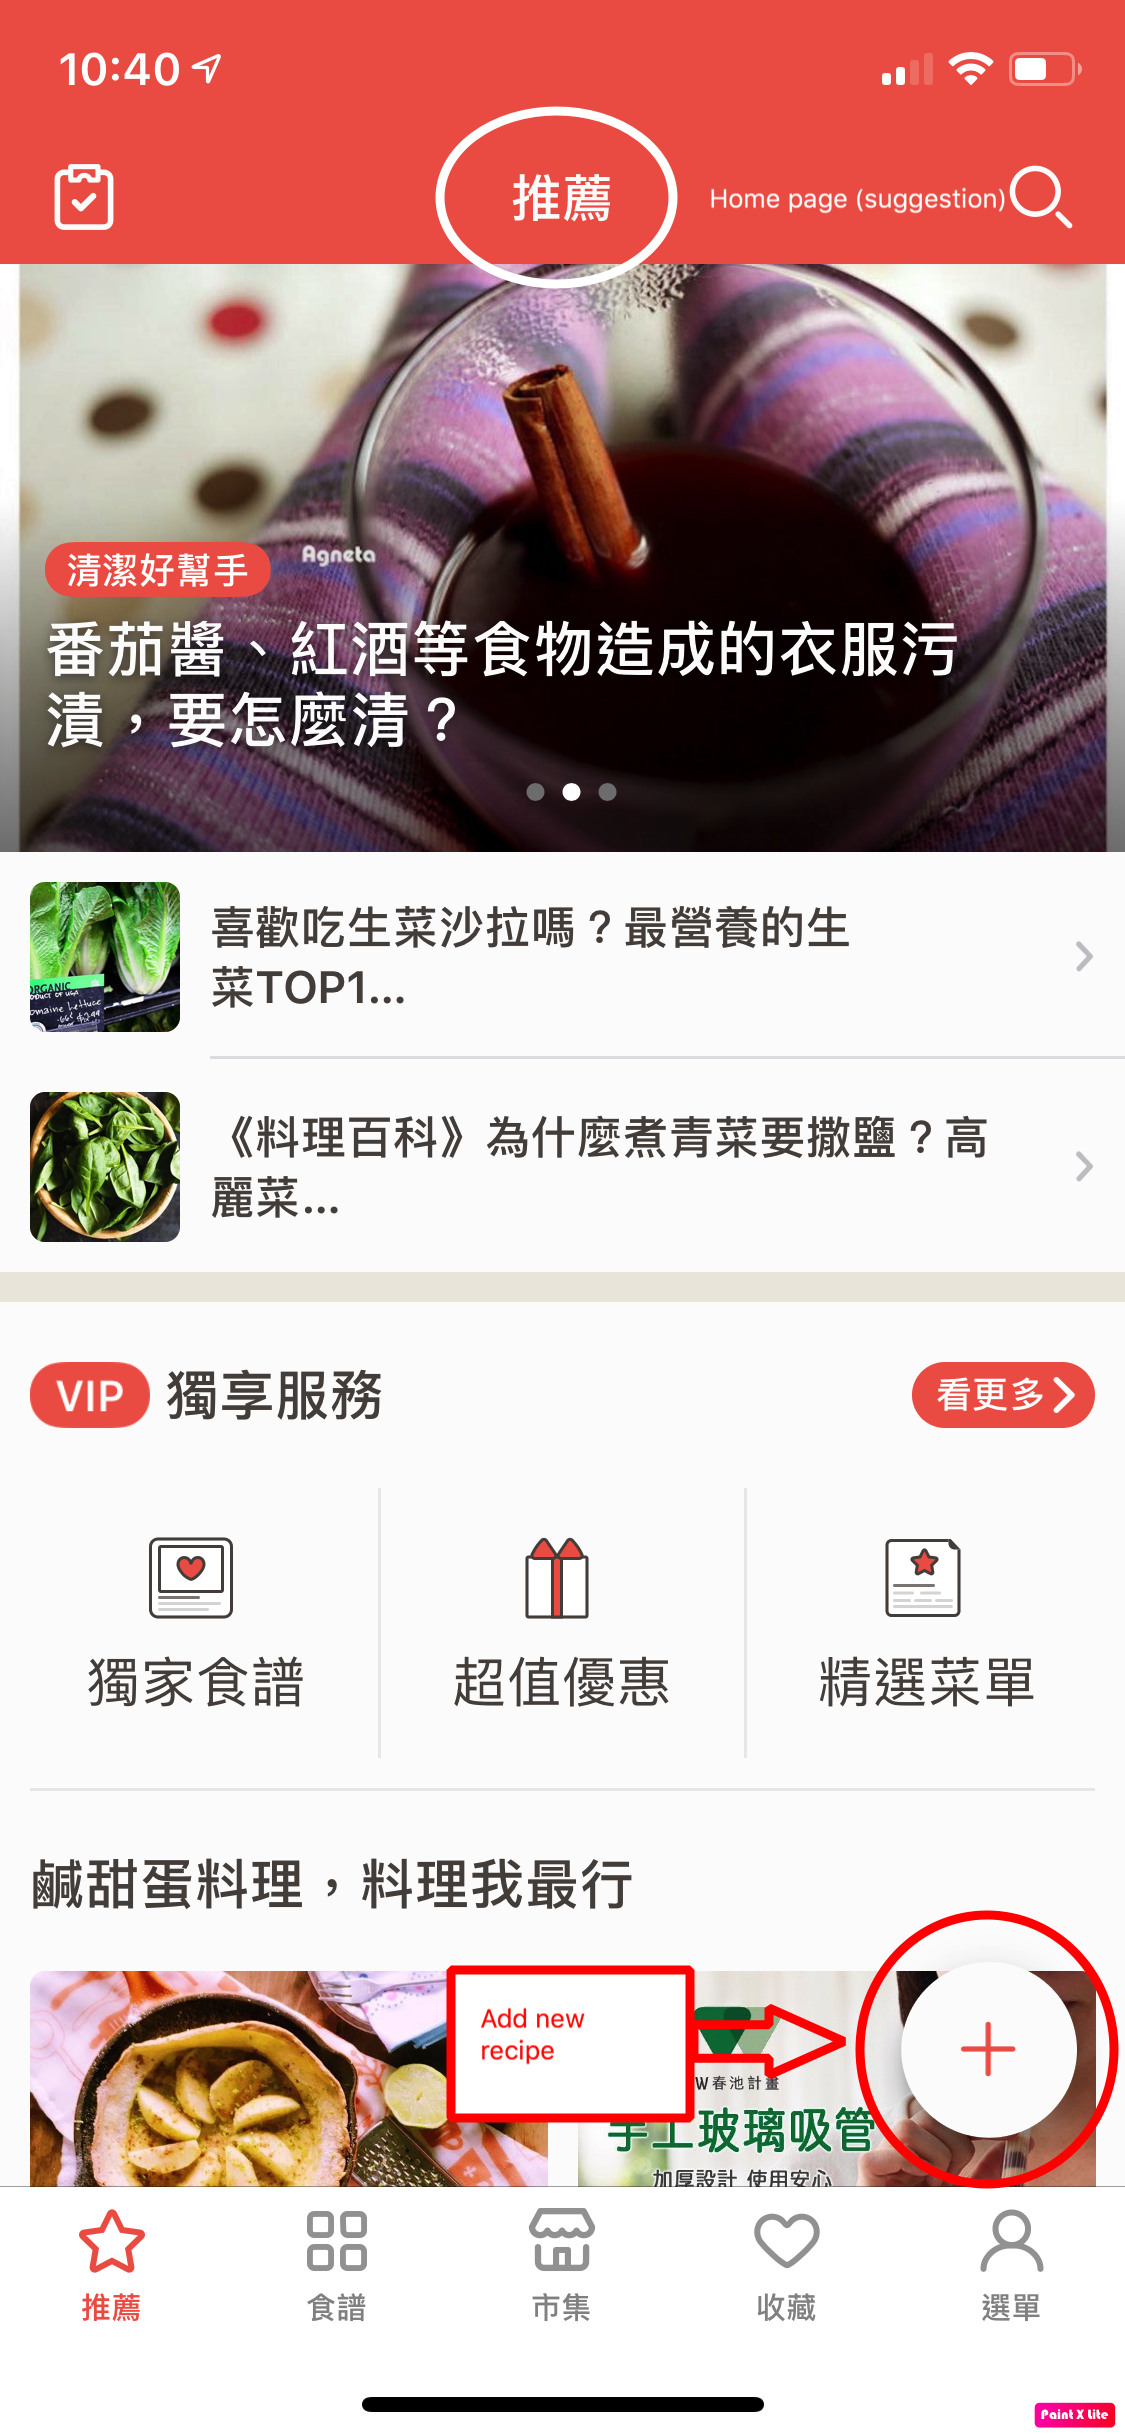 10:40
推薦
Home page (suggestion)
Agneta
清潔好幫手
番茄醬、紅酒等食物造成的衣服污
漬，要怎麼清？
喜歡吃生菜沙拉嗎？最營養的生
菜TOP1...
ORGANIC
PRODUCT OF USA
omaine lettuce
《料理百科》為什麼煮青菜要撒鹽？高
麗菜...
VIP 獨享服務
看更多
獨家食譜
超值優惠
精選菜單
鹹甜蛋料理，料理我最行
Add new
recipe
W春池計畫
手工玻璃吸管
加厚設計 使用安心
推薦
食譜
市集
收藏
選單
Paint X Lite